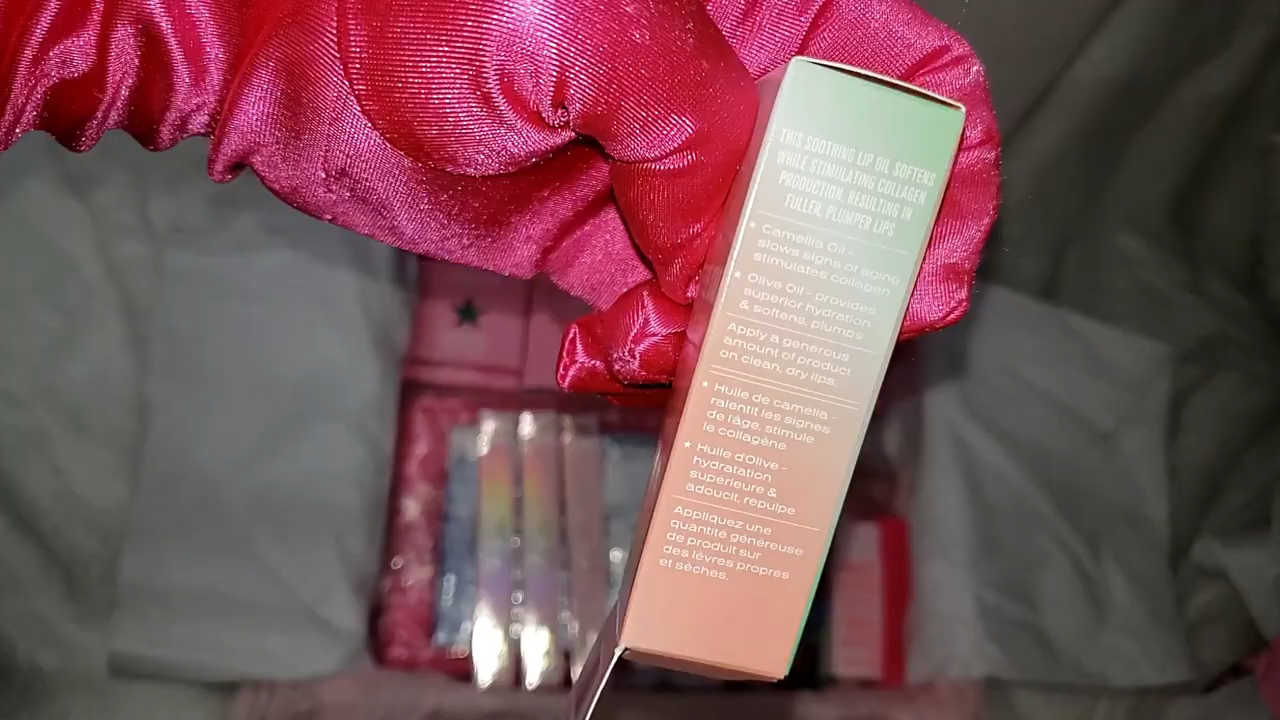 THIS SOOTHING LIP OIL SOFTENS
WHILE STIMULATING COLLAGEN
PRODUCTION, RESULTING IN
FULLER, PLUMPER LIPS
★ Camellia Oil -
slows signs of aging
stimulates collagen
★ Olive Oil - provides
superior hydration
& softens, plumps
Apply a generous
amount of product
on clean, dry lips.
★ Huile de camélia -
ralentit les signes
de l'âge, stimule
le collagène
★ Huile d'Olive -
hydratation
supérieure &
adoucit, repulpe
Appliquez une
quantité généreuse
de produit sur
des lèvres propres
et sèches.